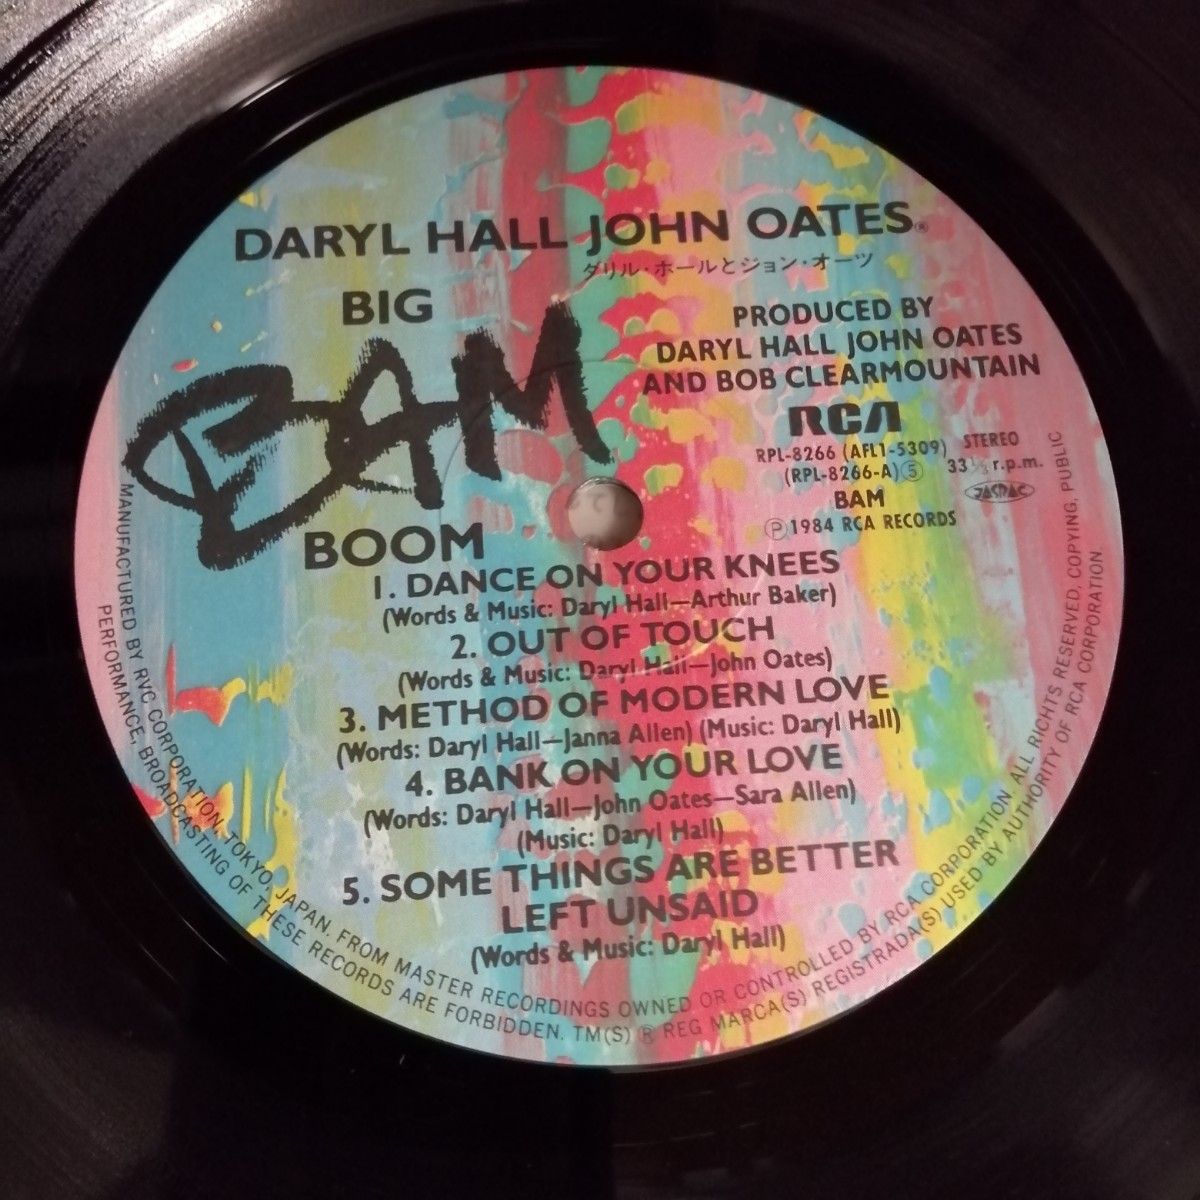 DARYL HALL JOHN OATES®
ダリル・ホールとジョン・オーツ
BIG
BAM
BOOM
PRODUCED BY
DARYL HALL JOHN OATES
AND BOB CLEARMOUNTAIN
RCA
RPL-8266 (AFL1-5309)
(RPL-8266-A)⑤
STEREO
33⅓ r.p.m.
BAM
JASRAC
Ⓟ1984 RCA RECORDS
1. DANCE ON YOUR KNEES
(Words & Music: Daryl Hall—Arthur Baker)
2. OUT OF TOUCH
(Words & Music: Daryl Hall—John Oates)
3. METHOD OF MODERN LOVE
(Words: Daryl Hall—Janna Allen) (Music: Daryl Hall)
4. BANK ON YOUR LOVE
(Words: Daryl Hall—John Oates—Sara Allen)
(Music: Daryl Hall)
5. SOME THINGS ARE BETTER
LEFT UNSAID
(Words & Music: Daryl Hall)
MANUFACTURED BY RVC CORPORATION, TOKYO, JAPAN. FROM MASTER RECORDINGS OWNED OR CONTROLLED BY RCA CORPORATION. ALL RIGHTS RESERVED, COPYING, PUBLIC
PERFORMANCE, BROADCASTING OF THESE RECORDS ARE FORBIDDEN. TM(S) ® REG MARCA(S) REGISTRADA(S) USED BY AUTHORITY OF RCA CORPORATION.